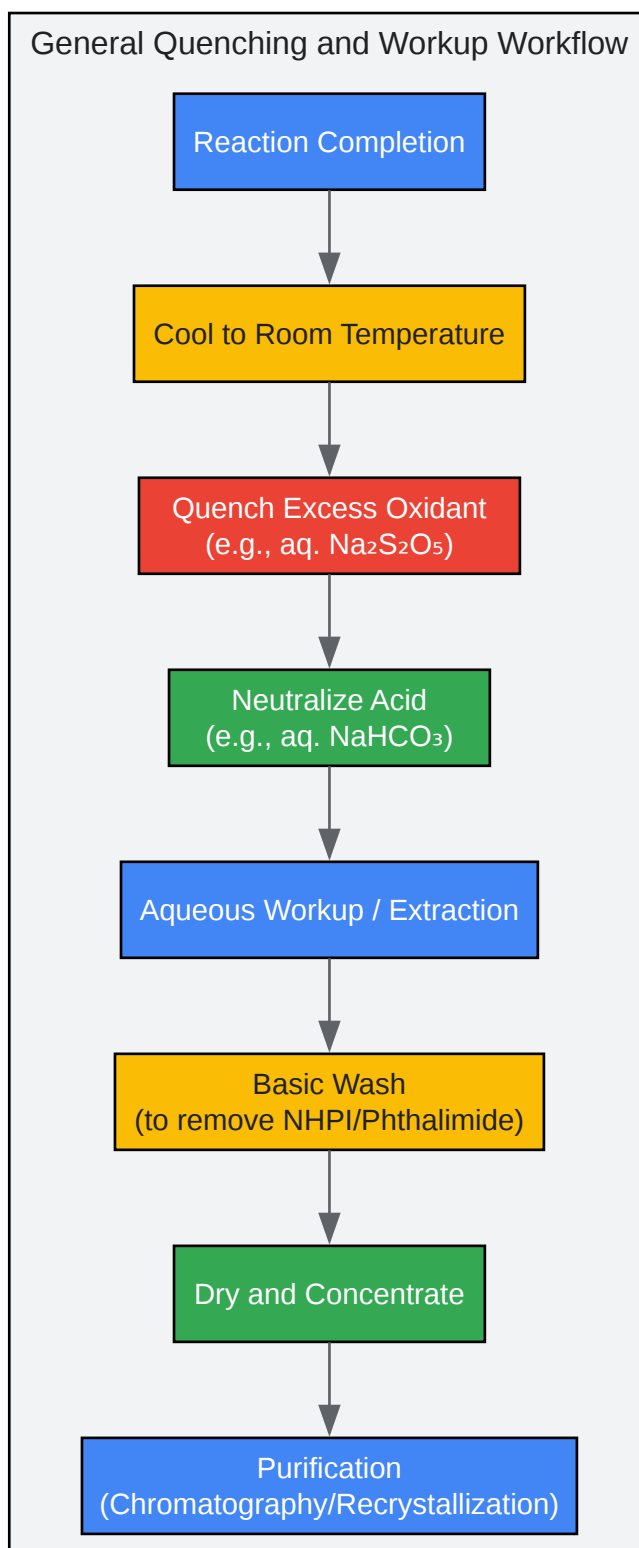 General Quenching and Workup Workflow
Reaction Completion
Cool to Room Temperature
Quench Excess Oxidant
(e.g., aq. Na₂S₂O₅)
Neutralize Acid
(e.g., aq. NaHCO₃)
Aqueous Workup / Extraction
Basic Wash
(to remove NHPI/Phthalimide)
Dry and Concentrate
Purification
(Chromatography/Recrystallization)